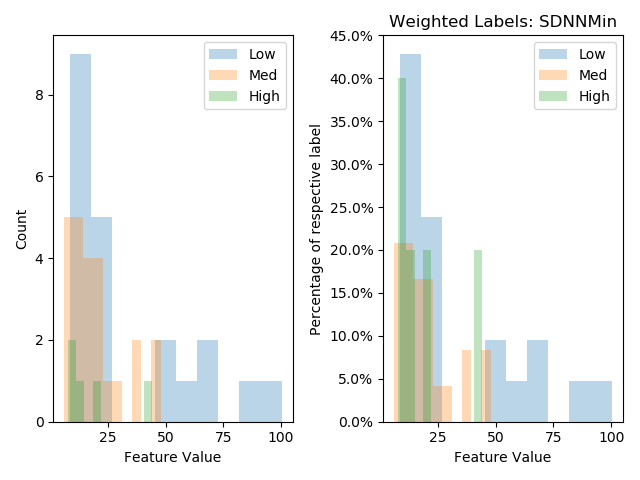 Low
Med
High
Count
8
6
4
2
0
25
50
75
100
Feature Value
Weighted Labels: SDNNMin
Low
Med
High
Percentage of respective label
45.0%
40.0%
35.0%
30.0%
25.0%
20.0%
15.0%
10.0%
5.0%
0.0%
25
50
75
100
Feature Value